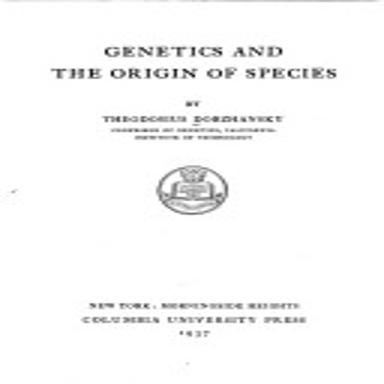 GENETICS AND
THE ORIGIN OF SPECIES
BY
THEODOSIUS DOBZHANSKY
PROFESSOR OF GENETICS, CALIFORNIA
INSTITUTE OF TECHNOLOGY
NEW YORK : MORNINGSIDE HEIGHTS
COLUMBIA UNIVERSITY PRESS
1937